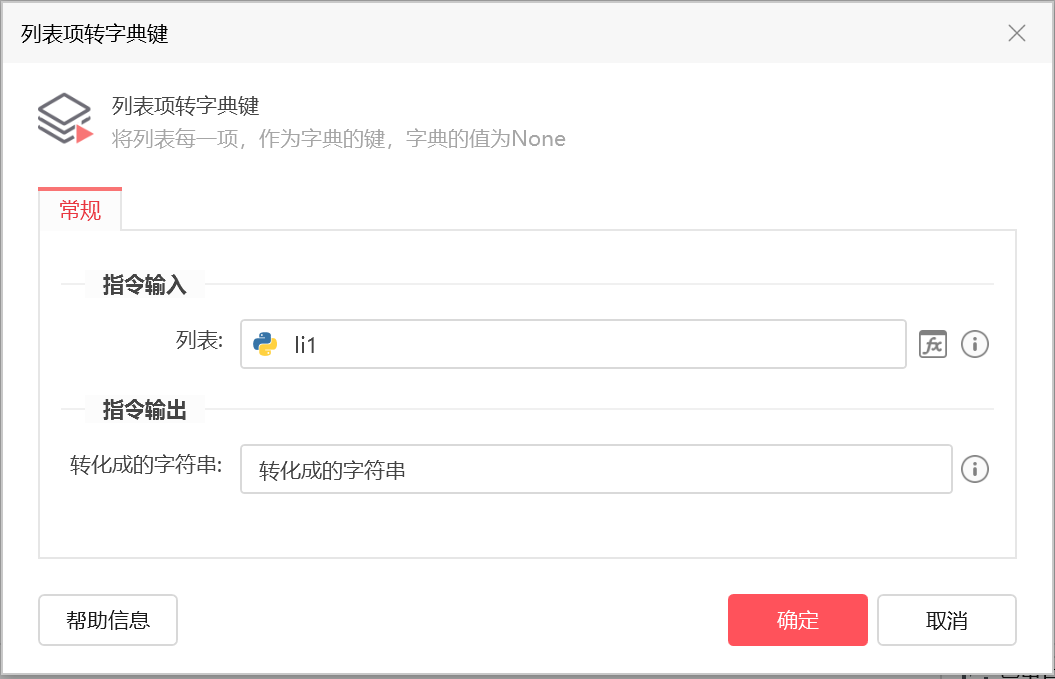 列表项转字典键
列表项转字典键
将列表每一项，作为字典的键，字典的值为None
常规
指令输入
列表:
li1
fx
指令输出
转化成的字符串:
转化成的字符串
帮助信息
确定
取消